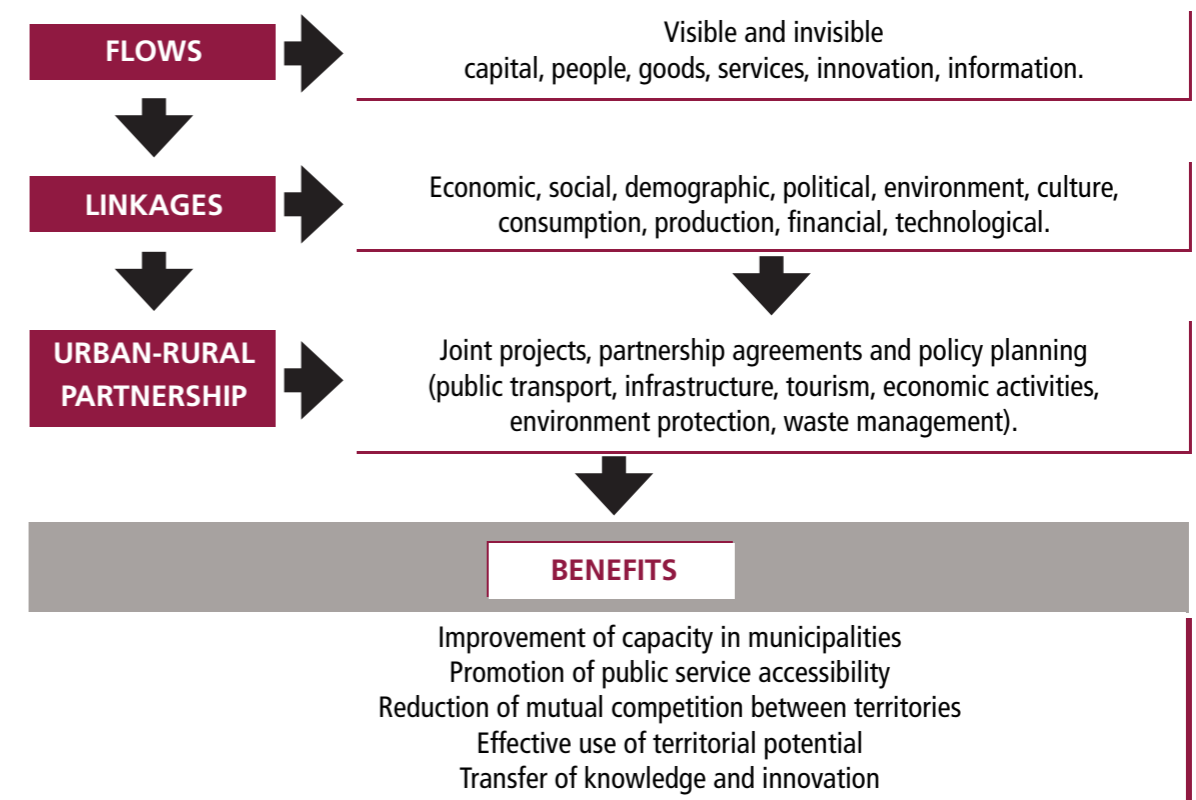 FLOWS
Visible and invisible
capital, people, goods, services, innovation, information.
LINKAGES
Economic, social, demographic, political, environment, culture,
consumption, production, financial, technological.
URBAN-RURAL
PARTNERSHIP
Joint projects, partnership agreements and policy planning
(public transport, infrastructure, tourism, economic activities,
environment protection, waste management).
BENEFITS
Improvement of capacity in municipalities
Promotion of public service accessibility
Reduction of mutual competition between territories
Effective use of territorial potential
Transfer of knowledge and innovation